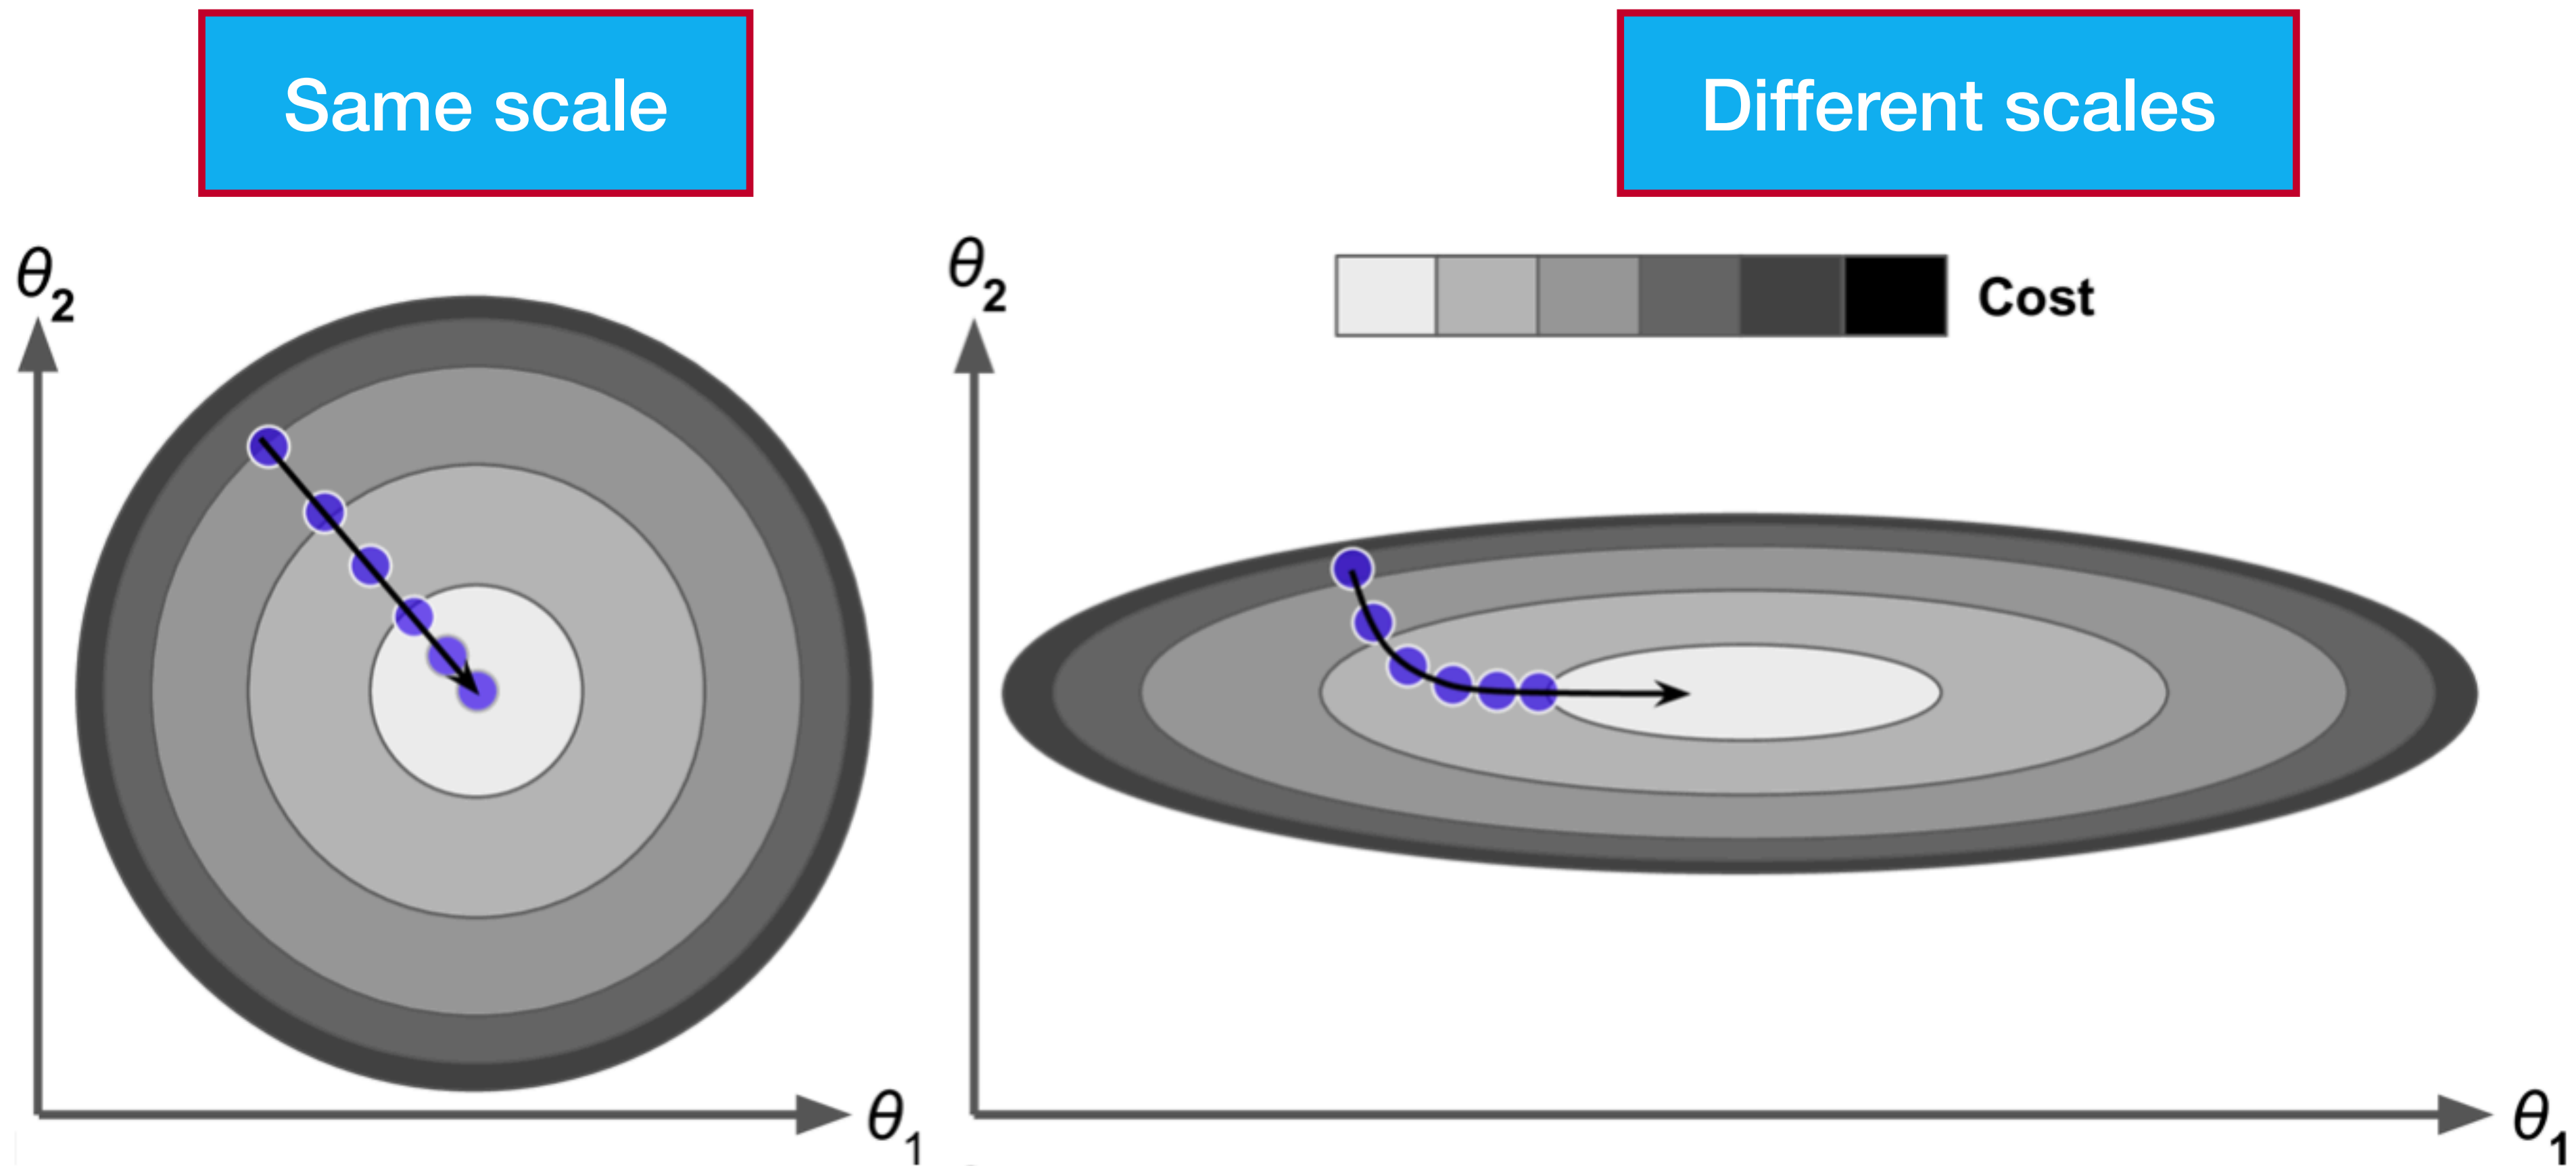 Same scale
Different scales
θ2
θ2
Cost
θ1
θ1